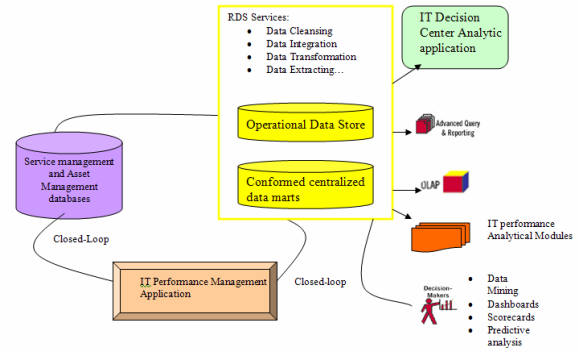 RDS Services:
Data Cleansing
Data Integration
Data Transformation
Data Extracting…
IT Decision
Center Analytic
application
Operational Data Store
Advanced Query
& Reporting
Service management
and Asset
Management
databases
Conformed centralized
data marts
OLAP
IT performance
Analytical Modules
Closed-Loop
IT Performance Management
Application
Closed-loop
Decision-
Makers
Data
Mining
Dashboards
Scorecards
Predictive
analysis